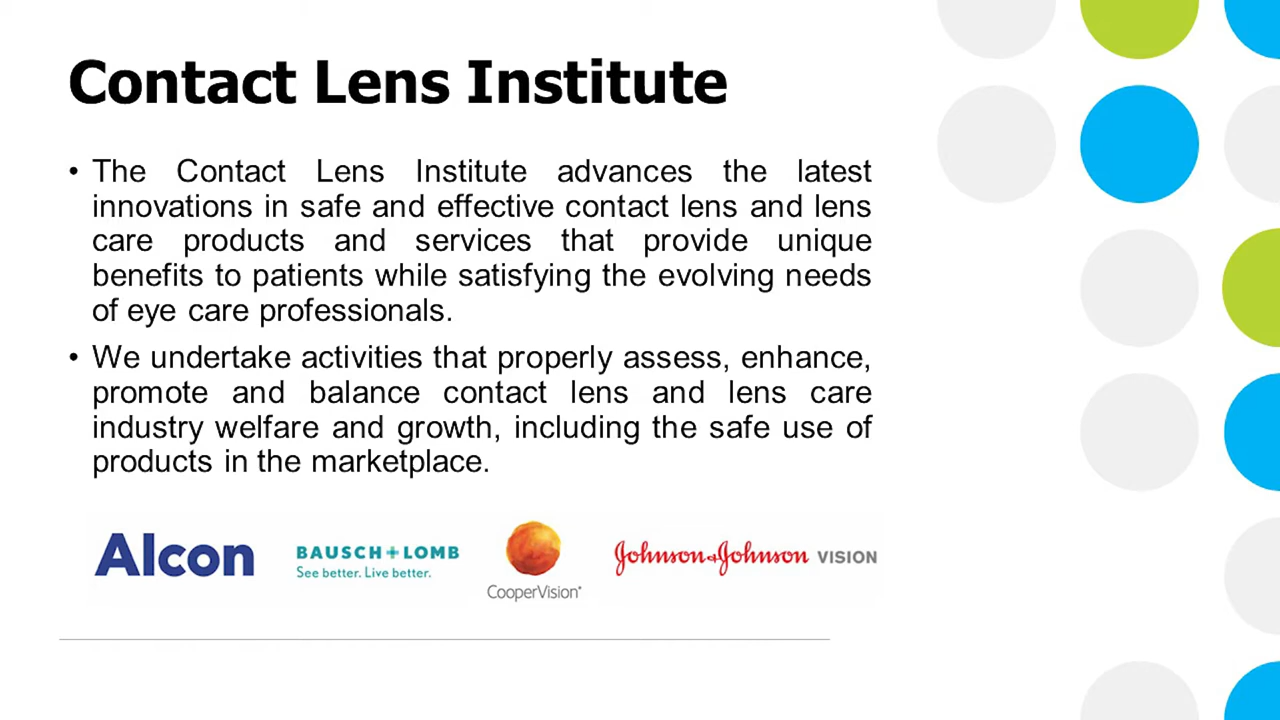 Contact Lens Institute
• The Contact Lens Institute advances the latest
innovations in safe and effective contact lens and lens
care products and services that provide unique
benefits to patients while satisfying the evolving needs
of eye care professionals.
• We undertake activities that properly assess, enhance,
promote and balance contact lens and lens care
industry welfare and growth, including the safe use of
products in the marketplace.
Alcon
BAUSCH + LOMB
See better. Live better.
CooperVision®
Johnson & Johnson VISION